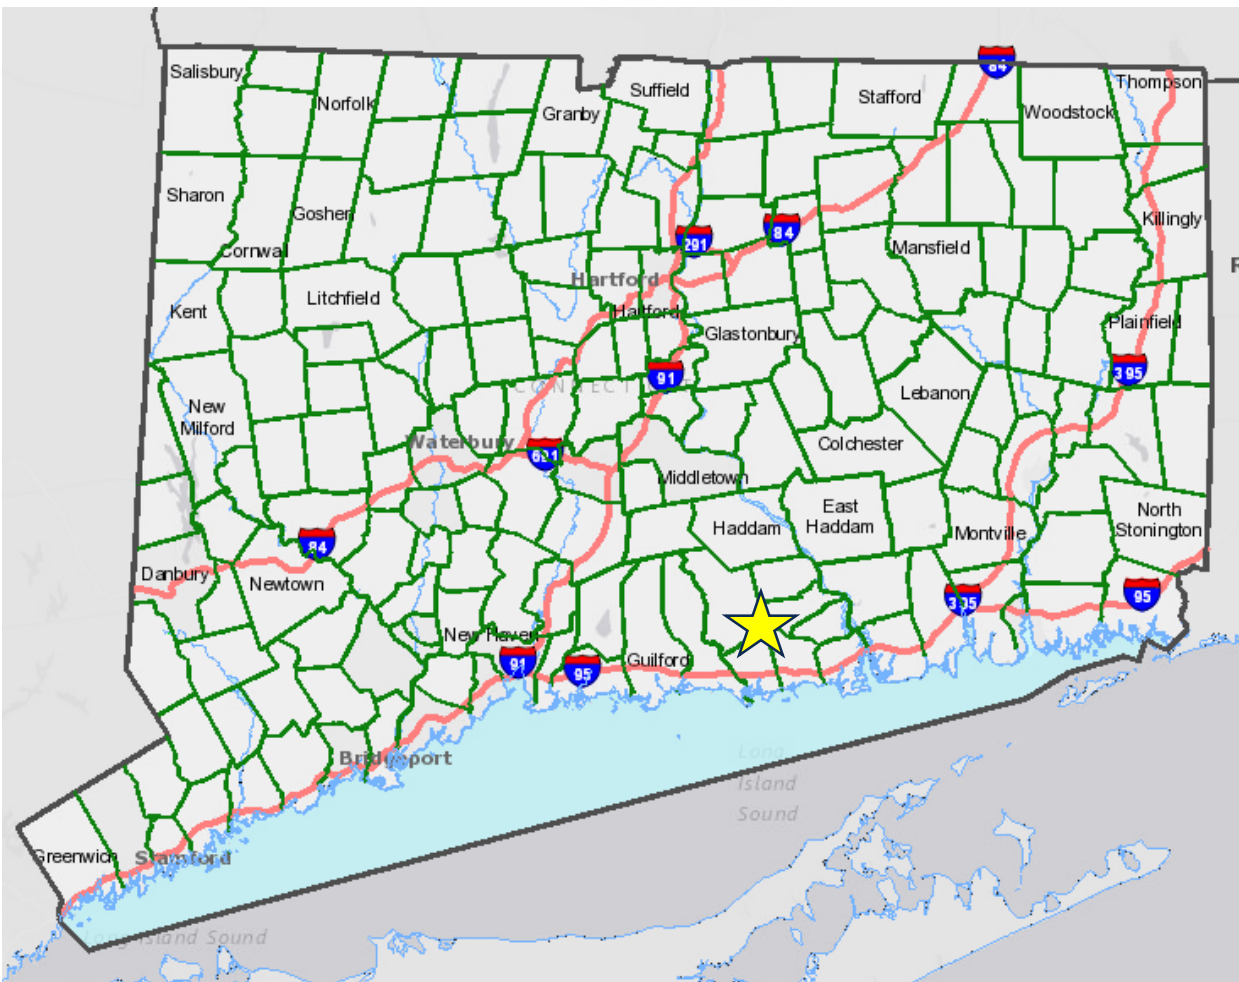 84
Salisbury
Suffield
Stafford
Thompson
Norfolk
Granby
Woodstock
Sharon
Goshen
Killingly
Cornwall
291
84
Mansfield
Hartford
Kent
Litchfield
Hartford
Glastonbury
Plainfield
91
395
CONNECT
Lebanon
New
Milford
Waterbury
691
Colchester
Middletown
East
Haddam
Haddam
North
Stonington
Montville
84
Danbury
Newtown
395
95
New Haven
91
95
Guilford
Bridgeport
Long
Island
Sound
Greenwich
Stamford
Long Island Sound
R